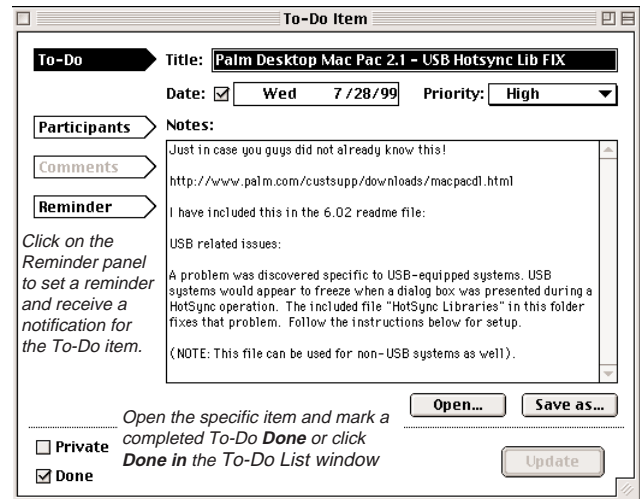 To-Do Item
To-Do
Title: Palm Desktop Mac Pac 2.1 - USB Hotsync Lib FIX
Date: Wed 7/28/99 Priority: High
Participants
Notes:
Comments
Reminder
Just in case you guys did not already know this!
http://www.palm.com/custsupp/downloads/macpacdl.html
I have included this in the 6.02 readme file:
USB related issues:
A problem was discovered specific to USB-equipped systems. USB
systems would appear to freeze when a dialog box was presented during a
HotSync operation. The included file "HotSync Libraries" in this folder
fixes that problem. Follow the instructions below for setup.
(NOTE: This file can be used for non-USB systems as well).
Click on the
Reminder panel
to set a reminder
and receive a
notification for
the To-Do item.
Open... Save as...
Open the specific item and mark a
completed To-Do Done or click
Done in the To-Do List window
Private
Done
Update